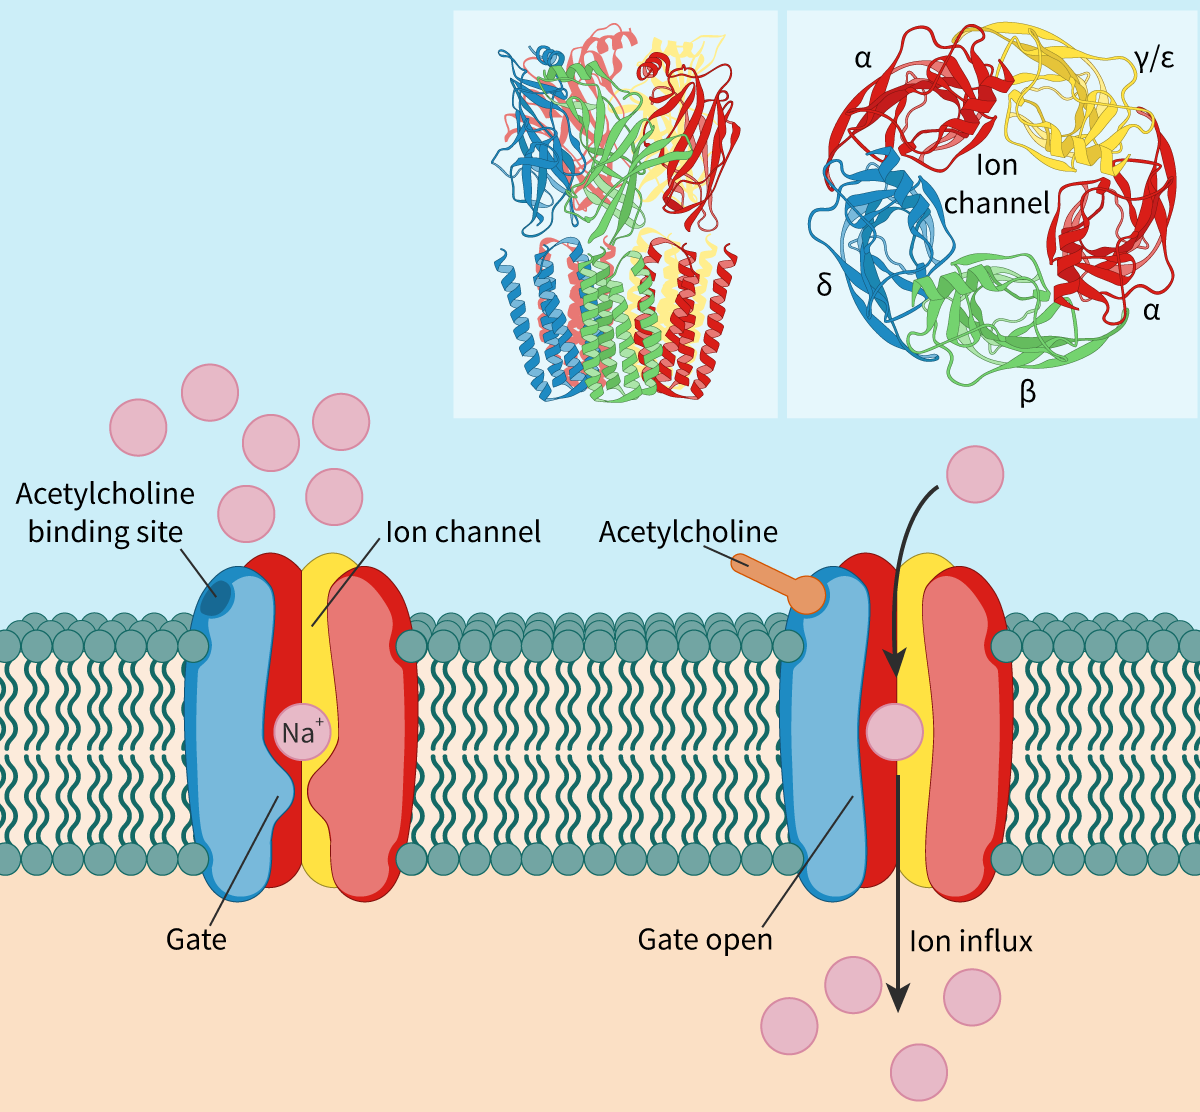 α
γ/ε
Ion
channel
δ
α
β
Acetylcholine
binding site
Ion channel
Acetylcholine
Na⁺
Gate
Gate open
Ion influx